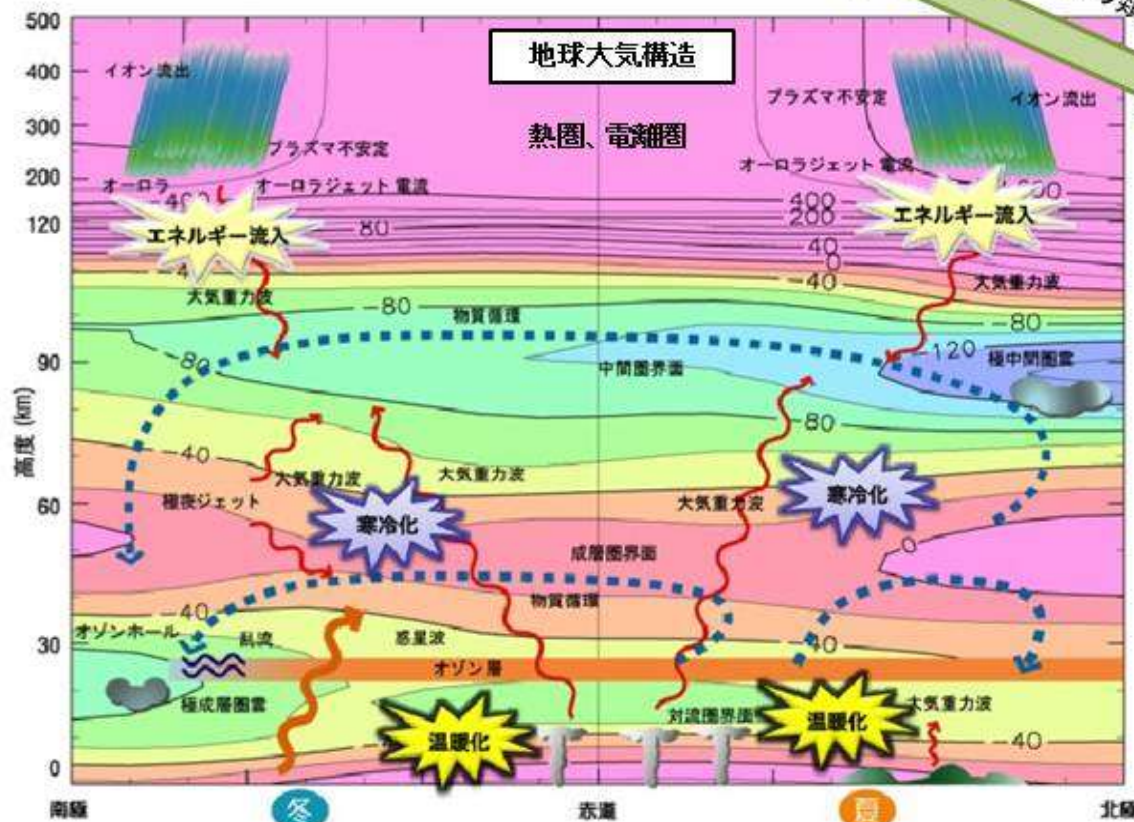 500
400
300
200
120
90
60
30
0
高度 (km)
地球大気構造
熱圏、電離圏
イオン流出
プラズマ不安定
オーロラ
オーロラジェット電流
エネルギー流入
プラズマ不安定
イオン流出
オーロラジェット電流
エネルギー流入
400
200
80
40
0
-40
大気重力波
大気重力波
-80
-80
物質循環
-80
-120
中間圏界面
極中間圏雲
-80
-40
大気重力波
大気重力波
大気重力波
極夜ジェット
寒冷化
寒冷化
成層圏界面
0
物質循環
-40
オゾンホール
乱流
惑星波
オゾン層
極成層圏雲
対流圏界面
大気重力波
温暖化
温暖化
-40
南極
冬
赤道
夏
北極